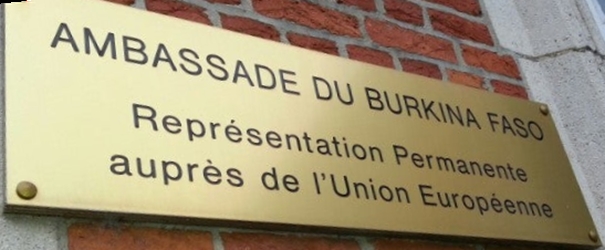 AMBASSADE DU BURKINA FASO
Représentation Permanente
auprès de l'Union Européenne